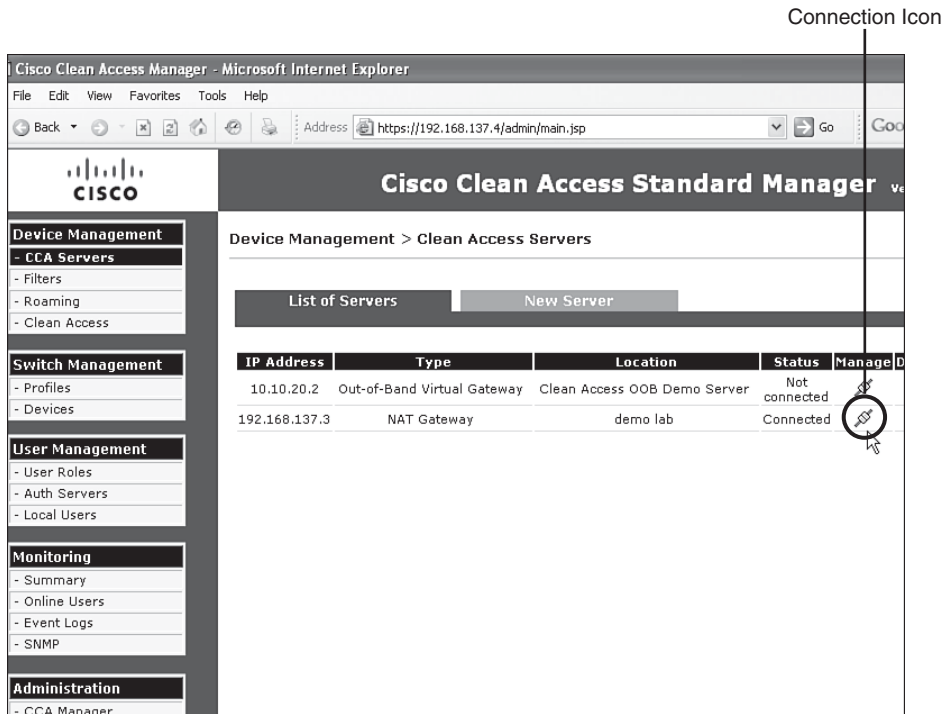 Connection Icon
Cisco Clean Access Manager - Microsoft Internet Explorer
File Edit View Favorites Tools Help
Back Address https://192.168.137.4/admin/main.jsp Go Goo
CISCO
Cisco Clean Access Standard Manager Ve
Device Management
- CCA Servers
- Filters
- Roaming
- Clean Access
Switch Management
- Profiles
- Devices
User Management
- User Roles
- Auth Servers
- Local Users
Monitoring
- Summary
- Online Users
- Event Logs
- SNMP
Administration
- CCA Manager
Device Management > Clean Access Servers
List of Servers New Server
IP Address Type Location Status Manage D
10.10.20.2 Out-of-Band Virtual Gateway Clean Access OOB Demo Server Not connected
192.168.137.3 NAT Gateway demo lab Connected